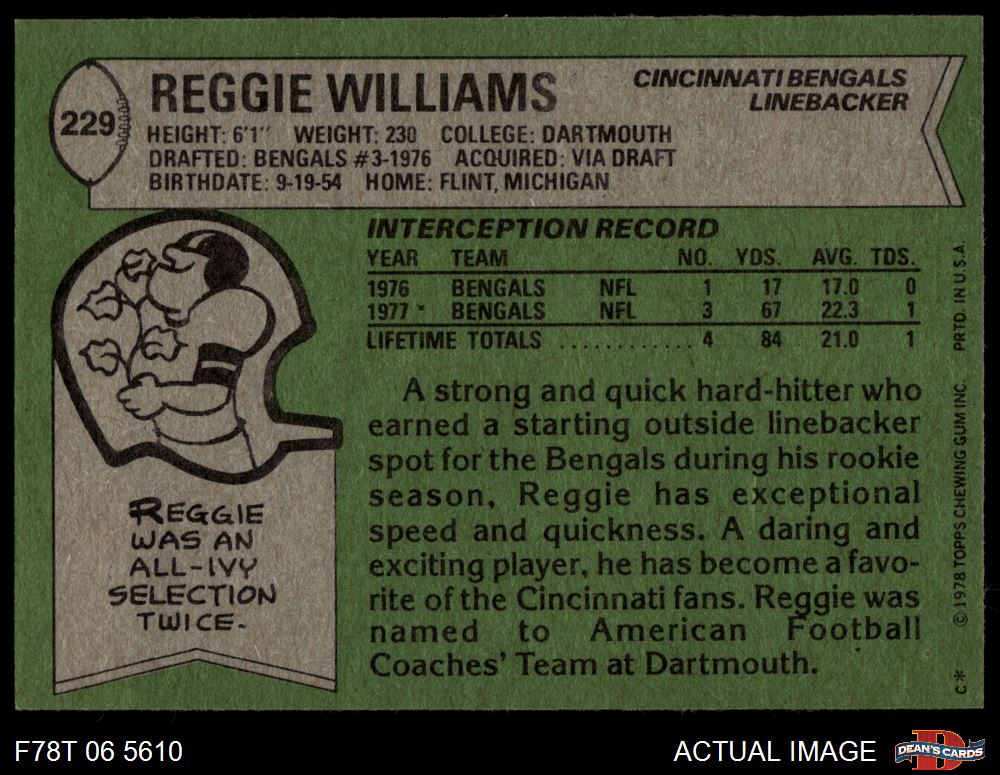 229
REGGIE WILLIAMS
CINCINNATI BENGALS
LINEBACKER
HEIGHT: 6'1" WEIGHT: 230 COLLEGE: DARTMOUTH
DRAFTED: BENGALS #3-1976 ACQUIRED: VIA DRAFT
BIRTHDATE: 9-19-54 HOME: FLINT, MICHIGAN
INTERCEPTION RECORD
YEAR TEAM NO. YDS. AVG. TDS.
1976 BENGALS NFL 1 17 17.0 0
1977 * BENGALS NFL 3 67 22.3 1
LIFETIME TOTALS ............ 4 84 21.0 1
A strong and quick hard-hitter who
earned a starting outside linebacker
spot for the Bengals during his rookie
season, Reggie has exceptional
speed and quickness. A daring and
exciting player, he has become a favo-
rite of the Cincinnati fans. Reggie was
named to American Football
Coaches' Team at Dartmouth.
REGGIE
WAS AN
ALL-IVY
SELECTION
TWICE.
C* © 1978 TOPPS CHEWING GUM INC. PRTD. IN U.S.A.
F78T 06 5610
ACTUAL IMAGE
D
DEAN'S CARDS